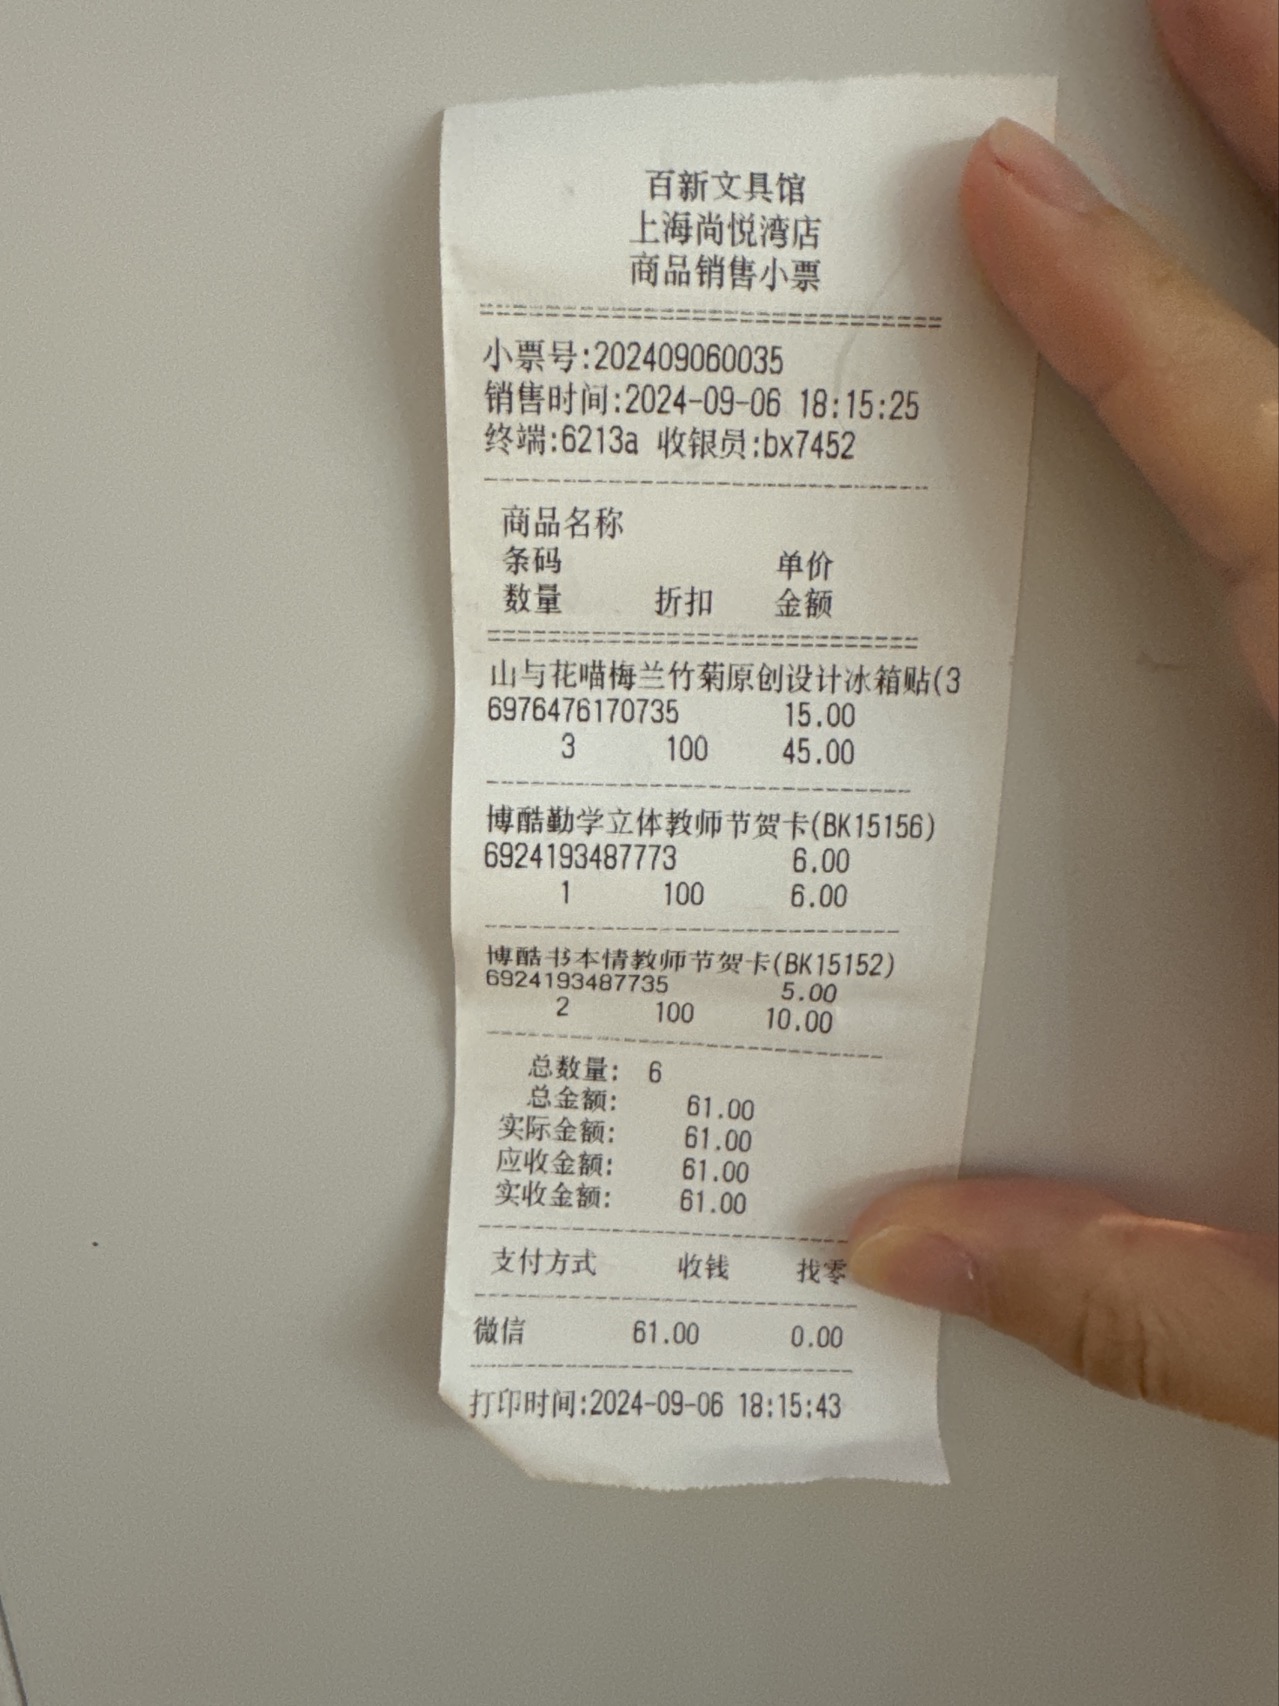 百新文具馆
上海尚悦湾店
商品销售小票
小票号:202409060035
销售时间:2024-09-06 18:15:25
终端:6213a 收银员:bx7452
商品名称
条码 单价
数量 折扣 金额
山与花喵梅兰竹菊原创设计冰箱贴(3
6976476170735 15.00
3 100 45.00
博酷勤学立体教师节贺卡(BK15156)
6924193487773 6.00
1 100 6.00
博酷书本情教师节贺卡(BK15152)
6924193487735 5.00
2 100 10.00
总数量: 6
总金额: 61.00
实际金额: 61.00
应收金额: 61.00
实收金额: 61.00
支付方式 收钱 找零
微信 61.00 0.00
打印时间:2024-09-06 18:15:43